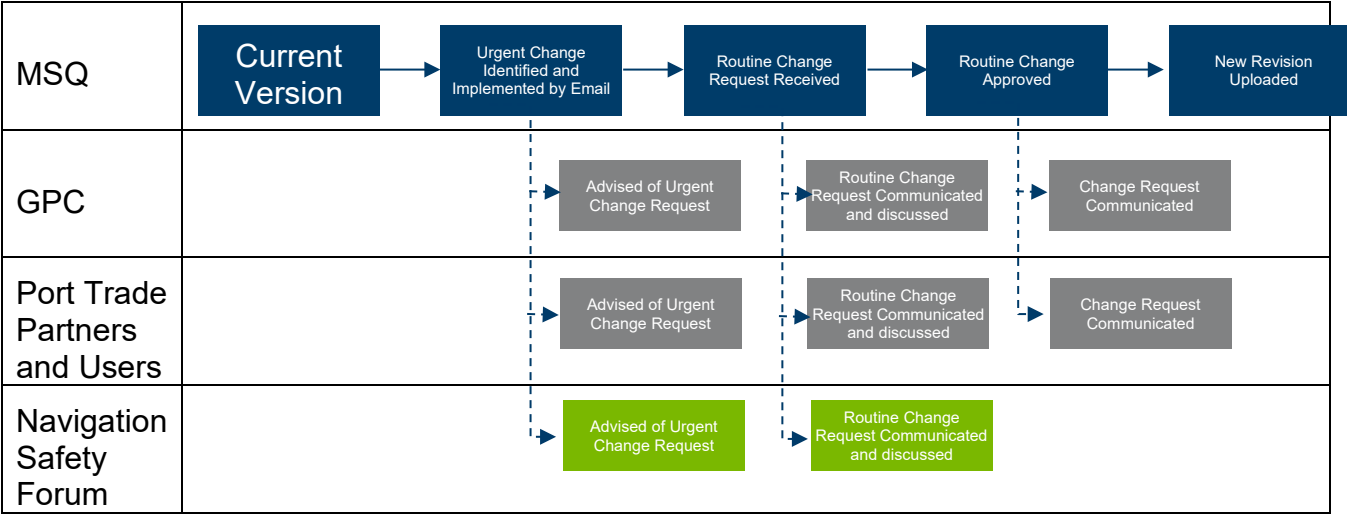 MSQ
Current
Version
Urgent Change
Identified and
Implemented by Email
Routine Change
Request Received
Routine Change
Approved
New Revision
Uploaded
GPC
Advised of Urgent
Change Request
Routine Change
Request Communicated
and discussed
Change Request
Communicated
Port Trade
Partners
and Users
Advised of Urgent
Change Request
Routine Change
Request Communicated
and discussed
Change Request
Communicated
Navigation
Safety
Forum
Advised of Urgent
Change Request
Routine Change
Request Communicated
and discussed